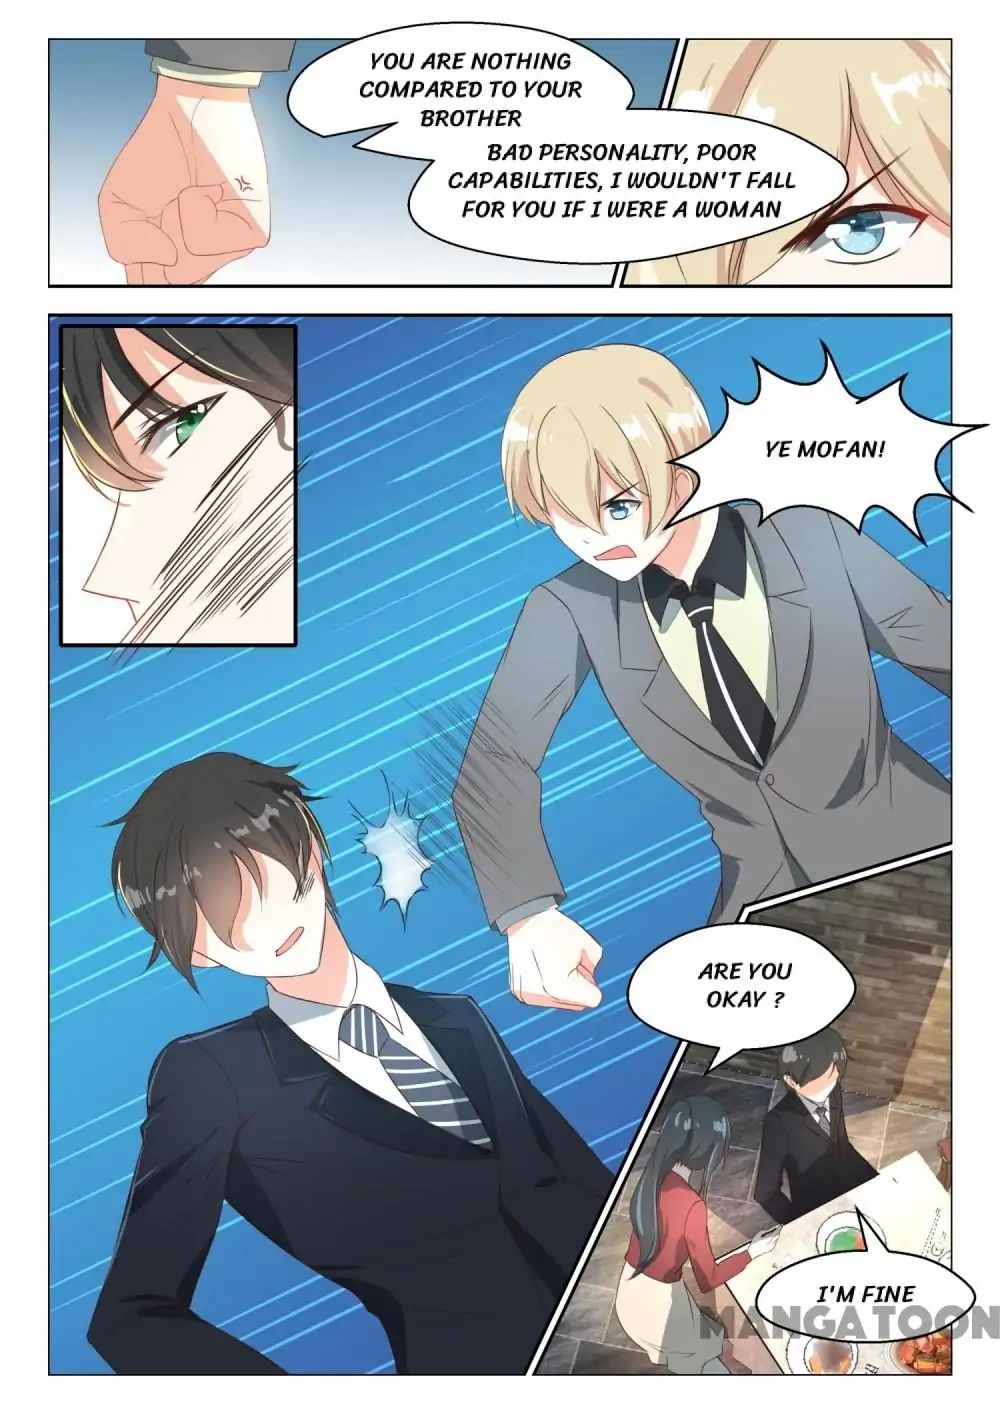 YOU ARE NOTHING
COMPARED TO YOUR
BROTHER
BAD PERSONALITY, POOR
CAPABILITIES, I WOULDN'T FALL
FOR YOU IF I WERE A WOMAN
YE MOFAN!
ARE YOU
OKAY ?
I'M FINE
MANGATOON